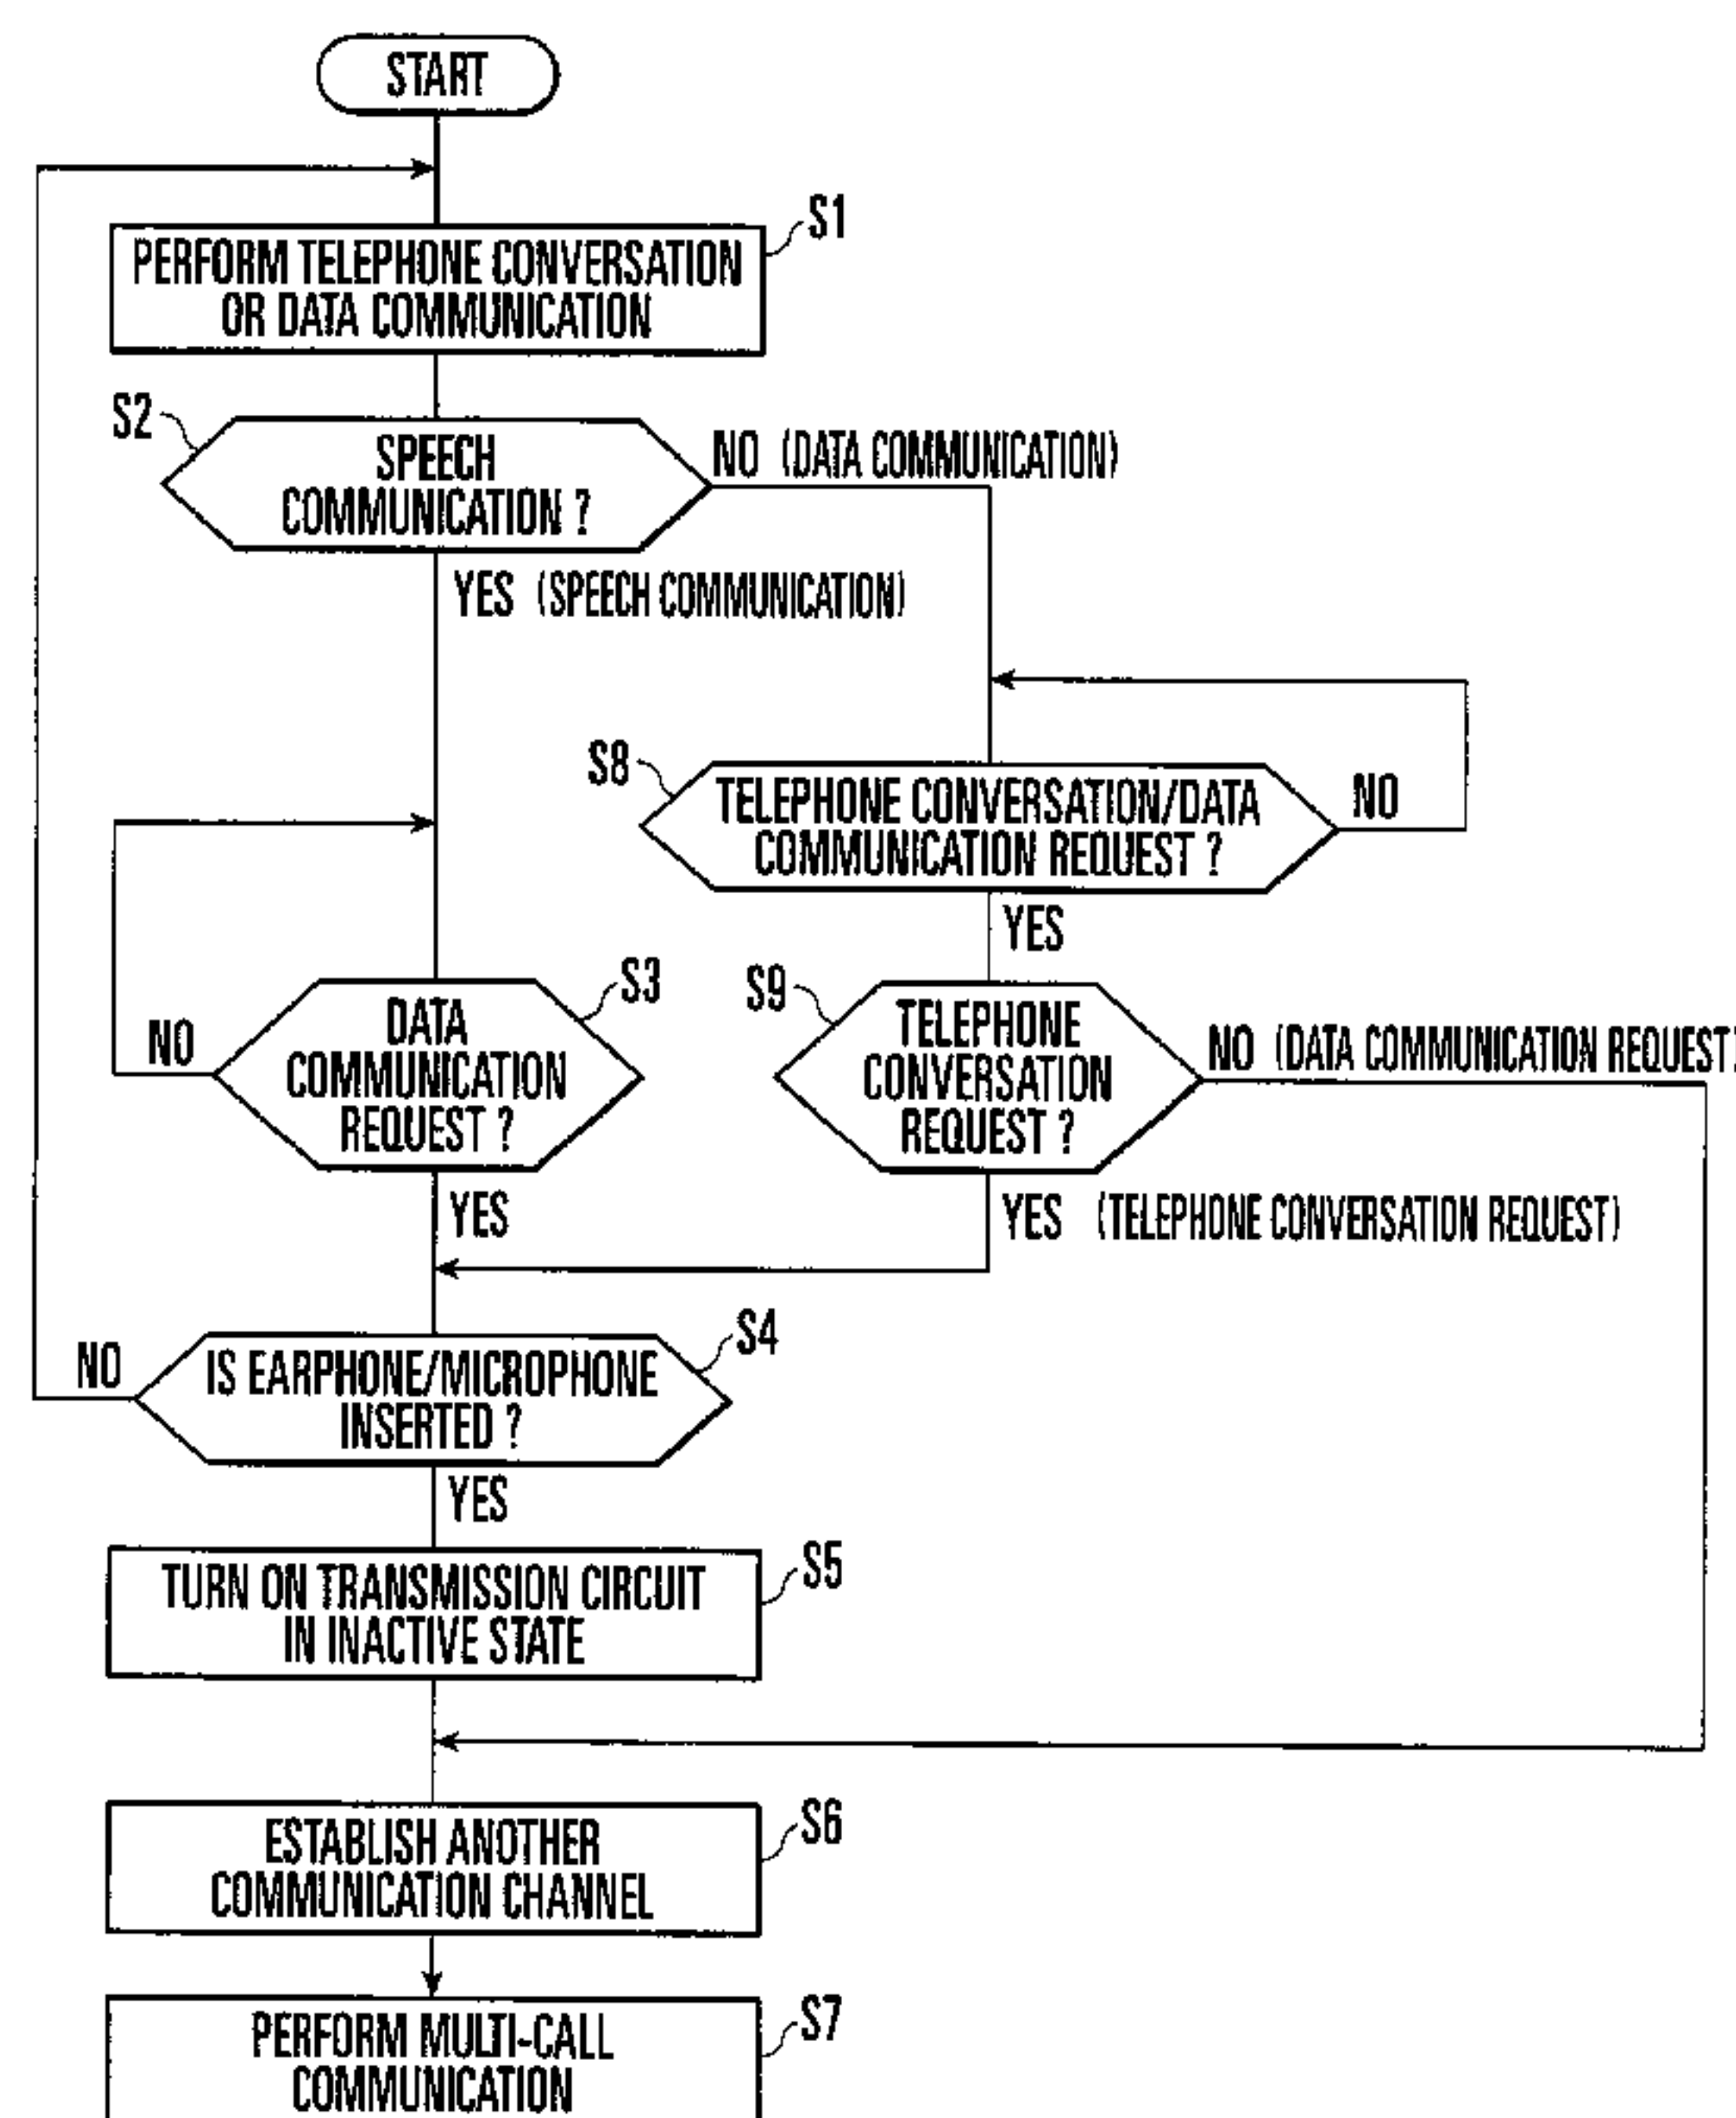 START
S1
PERFORM TELEPHONE CONVERSATION
OR DATA COMMUNICATION
S2
SPEECH
COMMUNICATION ?
NO (DATA COMMUNICATION)
YES (SPEECH COMMUNICATION)
S8
TELEPHONE CONVERSATION/DATA
COMMUNICATION REQUEST ?
NO
YES
S3
DATA
COMMUNICATION
REQUEST ?
NO
YES
S9
TELEPHONE
CONVERSATION
REQUEST ?
NO (DATA COMMUNICATION REQUEST)
YES (TELEPHONE CONVERSATION REQUEST)
S4
IS EARPHONE/MICROPHONE
INSERTED ?
NO
YES
S5
TURN ON TRANSMISSION CIRCUIT
IN INACTIVE STATE
S6
ESTABLISH ANOTHER
COMMUNICATION CHANNEL
S7
PERFORM MULTI-CALL
COMMUNICATION